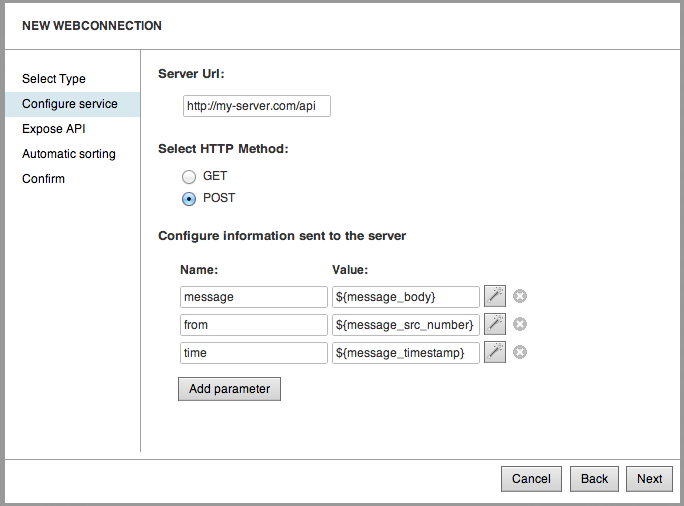 NEW WEBCONNECTION
Select Type
Configure service
Expose API
Automatic sorting
Confirm
Server Url:
http://my-server.com/api
Select HTTP Method:
GET
POST
Configure information sent to the server
Name: Value:
message ${message_body}
from ${message_src_number}
time ${message_timestamp}
Add parameter
Cancel Back Next